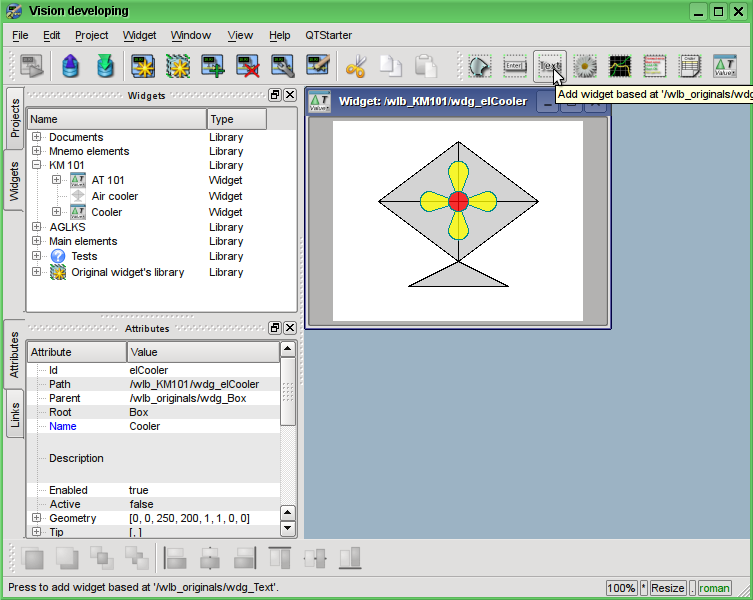 Vision developing
File Edit Project Widget Window View Help QTStarter
Enter|
Text
ΔT
Value
Add widget based at '/wlb_originals/wdg
Widgets
Projects
Widgets
Name Type
Documents Library
Mnemo elements Library
KM 101 Library
AT 101 Widget
Air cooler Widget
Cooler Widget
AGLKS Library
Main elements Library
Tests Library
Original widget's library Library
Widget: /wlb_KM101/wdg_elCooler
Attributes
Attributes
Links
Attribute Value
Id elCooler
Path /wlb_KM101/wdg_elCooler
Parent /wlb_originals/wdg_Box
Root Box
Name Cooler
Description
Enabled true
Active false
Geometry [0, 0, 250, 200, 1, 1, 0, 0]
Tip [, ]
Press to add widget based at '/wlb_originals/wdg_Text'.
100% * Resize . roman